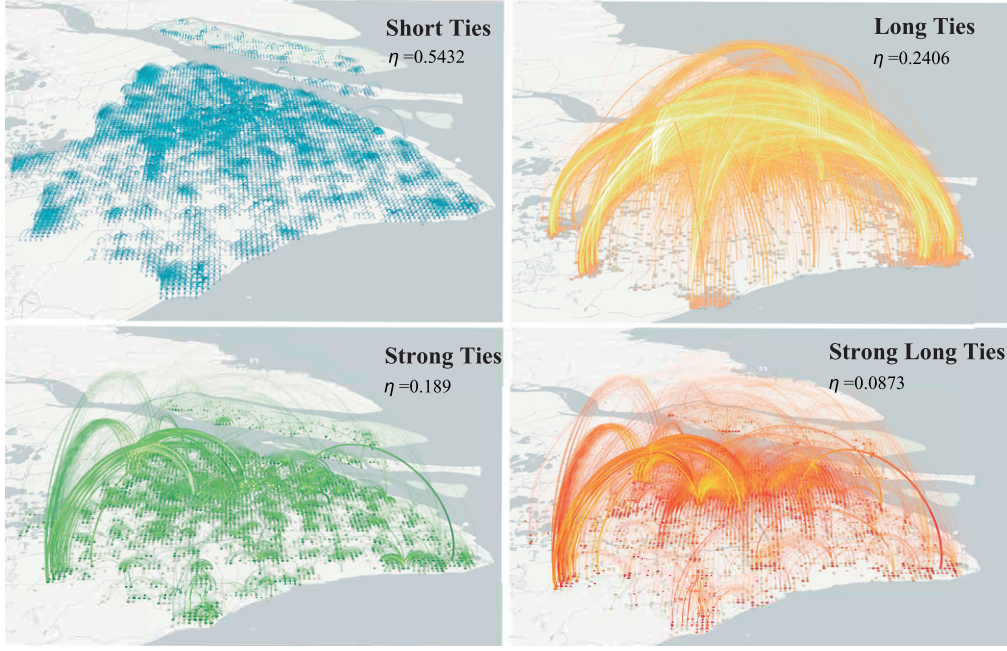 Short Ties
η =0.5432
Long Ties
η =0.2406
Strong Ties
η =0.189
Strong Long Ties
η =0.0873